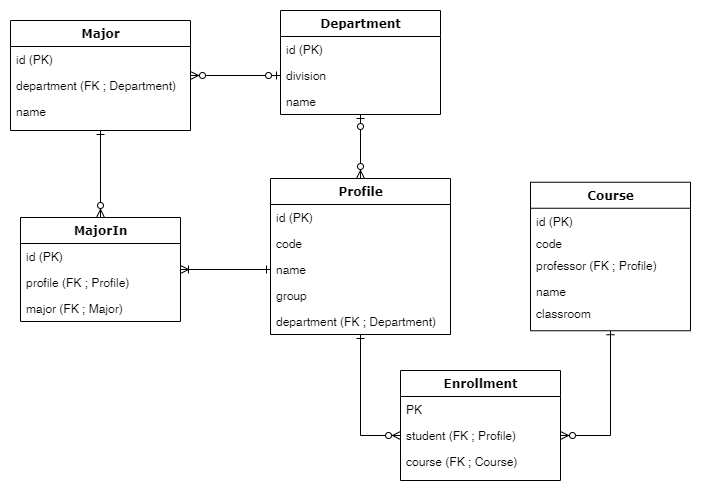 Major
id (PK)
department (FK ; Department)
name
Department
id (PK)
division
name
MajorIn
id (PK)
profile (FK ; Profile)
major (FK ; Major)
Profile
id (PK)
code
name
group
department (FK ; Department)
Course
id (PK)
code
professor (FK ; Profile)
name
classroom
Enrollment
PK
student (FK ; Profile)
course (FK ; Course)